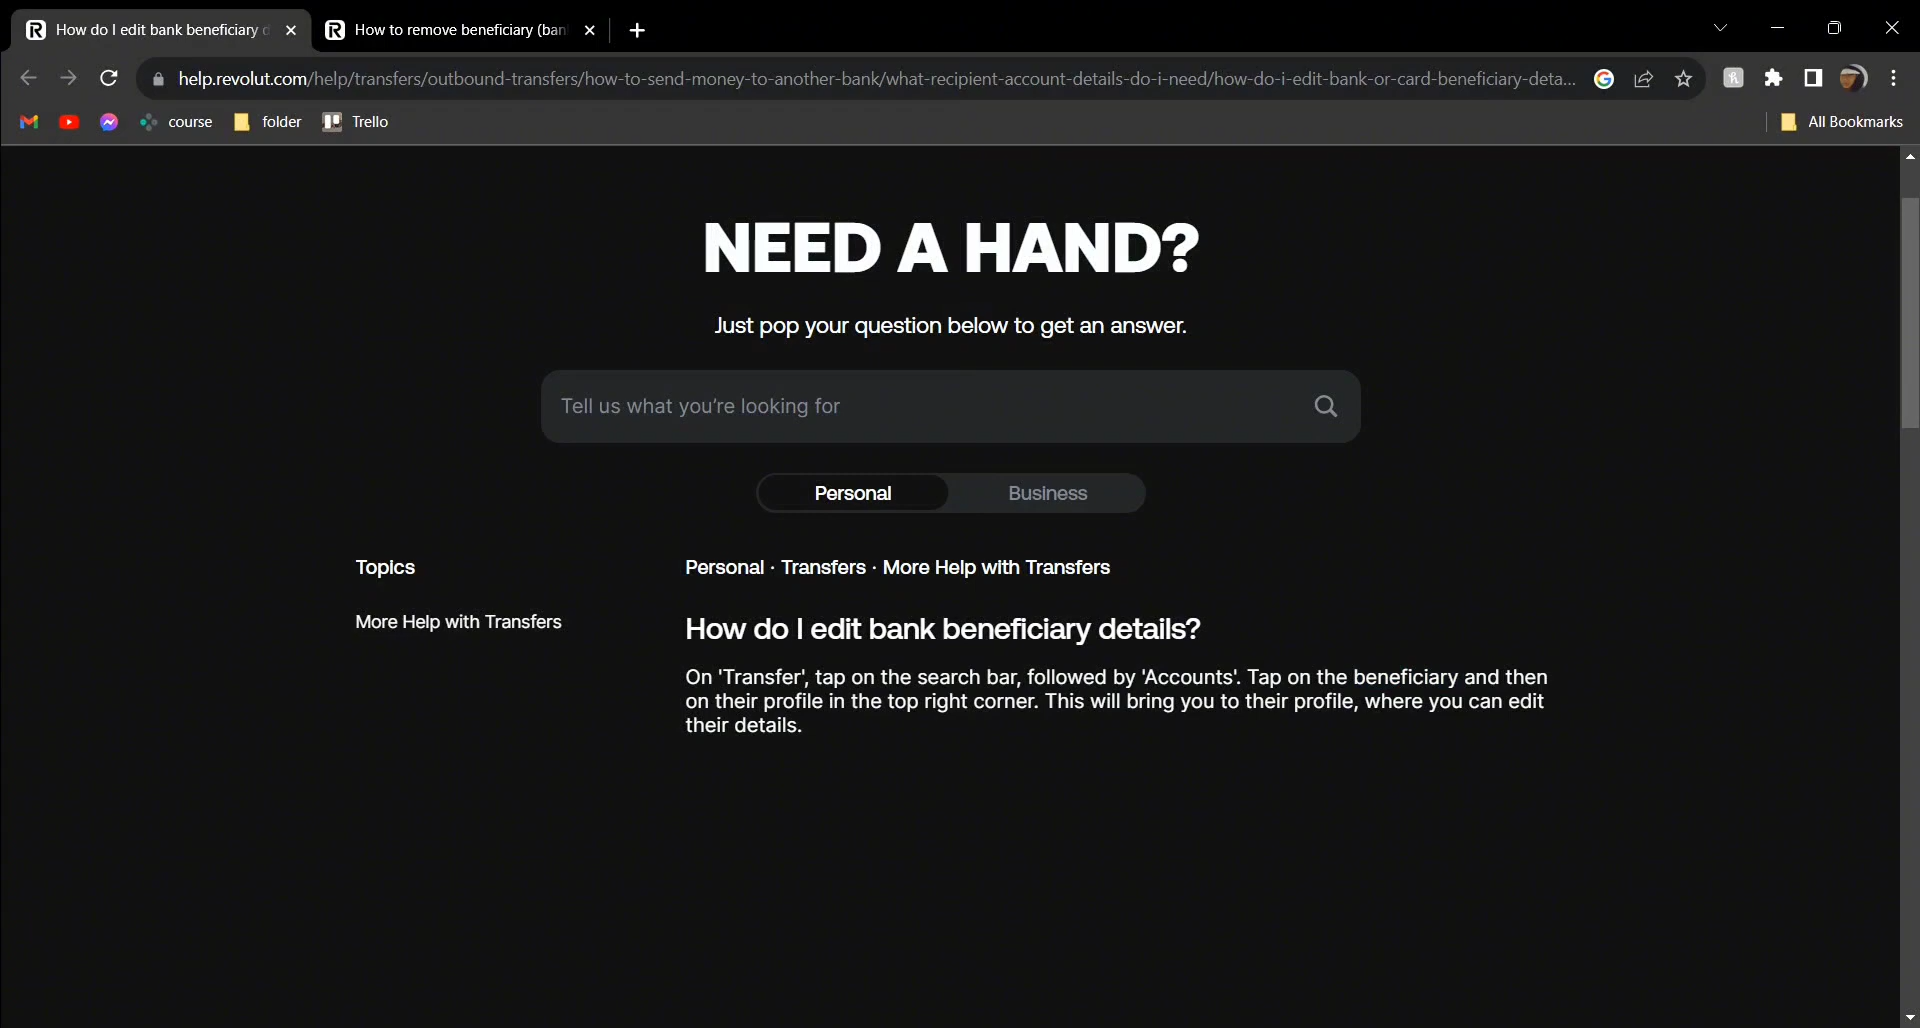 How do I edit bank beneficiary
How to remove beneficiary (ban
help.revolut.com/help/transfers/outbound-transfers/how-to-send-money-to-another-bank/what-recipient-account-details-do-i-need/how-do-i-edit-bank-or-card-beneficiary-deta...
course
folder
Trello
All Bookmarks
NEED A HAND?
Just pop your question below to get an answer.
Tell us what you're looking for
Personal
Business
Topics
Personal · Transfers · More Help with Transfers
More Help with Transfers
How do I edit bank beneficiary details?
On 'Transfer', tap on the search bar, followed by 'Accounts'. Tap on the beneficiary and then
on their profile in the top right corner. This will bring you to their profile, where you can edit
their details.